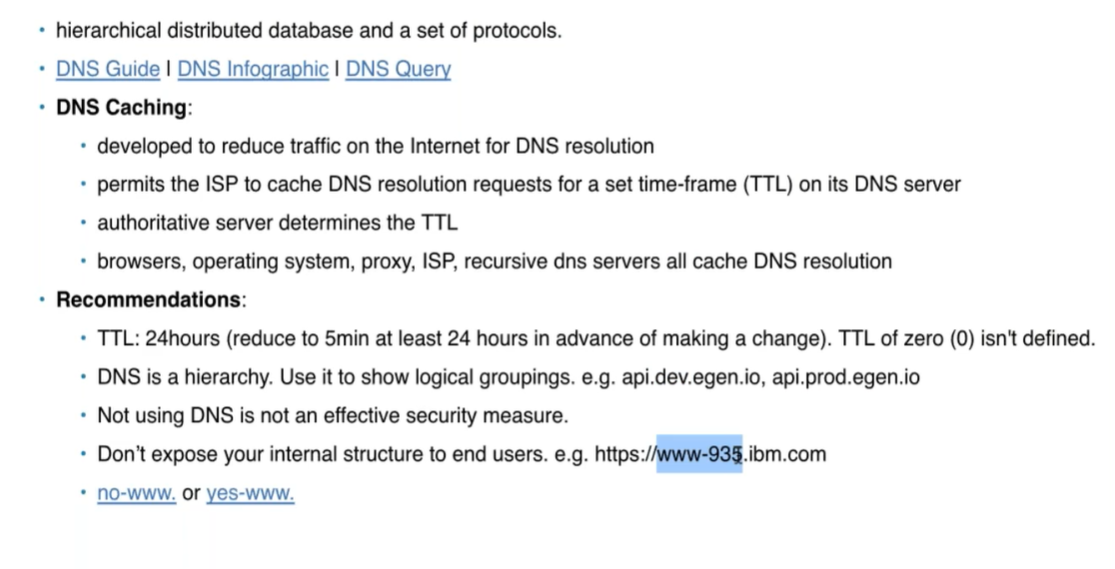 • hierarchical distributed database and a set of protocols.
• DNS Guide | DNS Infographic | DNS Query
• DNS Caching:
• developed to reduce traffic on the Internet for DNS resolution
• permits the ISP to cache DNS resolution requests for a set time-frame (TTL) on its DNS server
• authoritative server determines the TTL
• browsers, operating system, proxy, ISP, recursive dns servers all cache DNS resolution
• Recommendations:
• TTL: 24hours (reduce to 5min at least 24 hours in advance of making a change). TTL of zero (0) isn't defined.
• DNS is a hierarchy. Use it to show logical groupings. e.g. api.dev.egen.io, api.prod.egen.io
• Not using DNS is not an effective security measure.
• Don’t expose your internal structure to end users. e.g. https://www-935.ibm.com
• no-www. or yes-www.